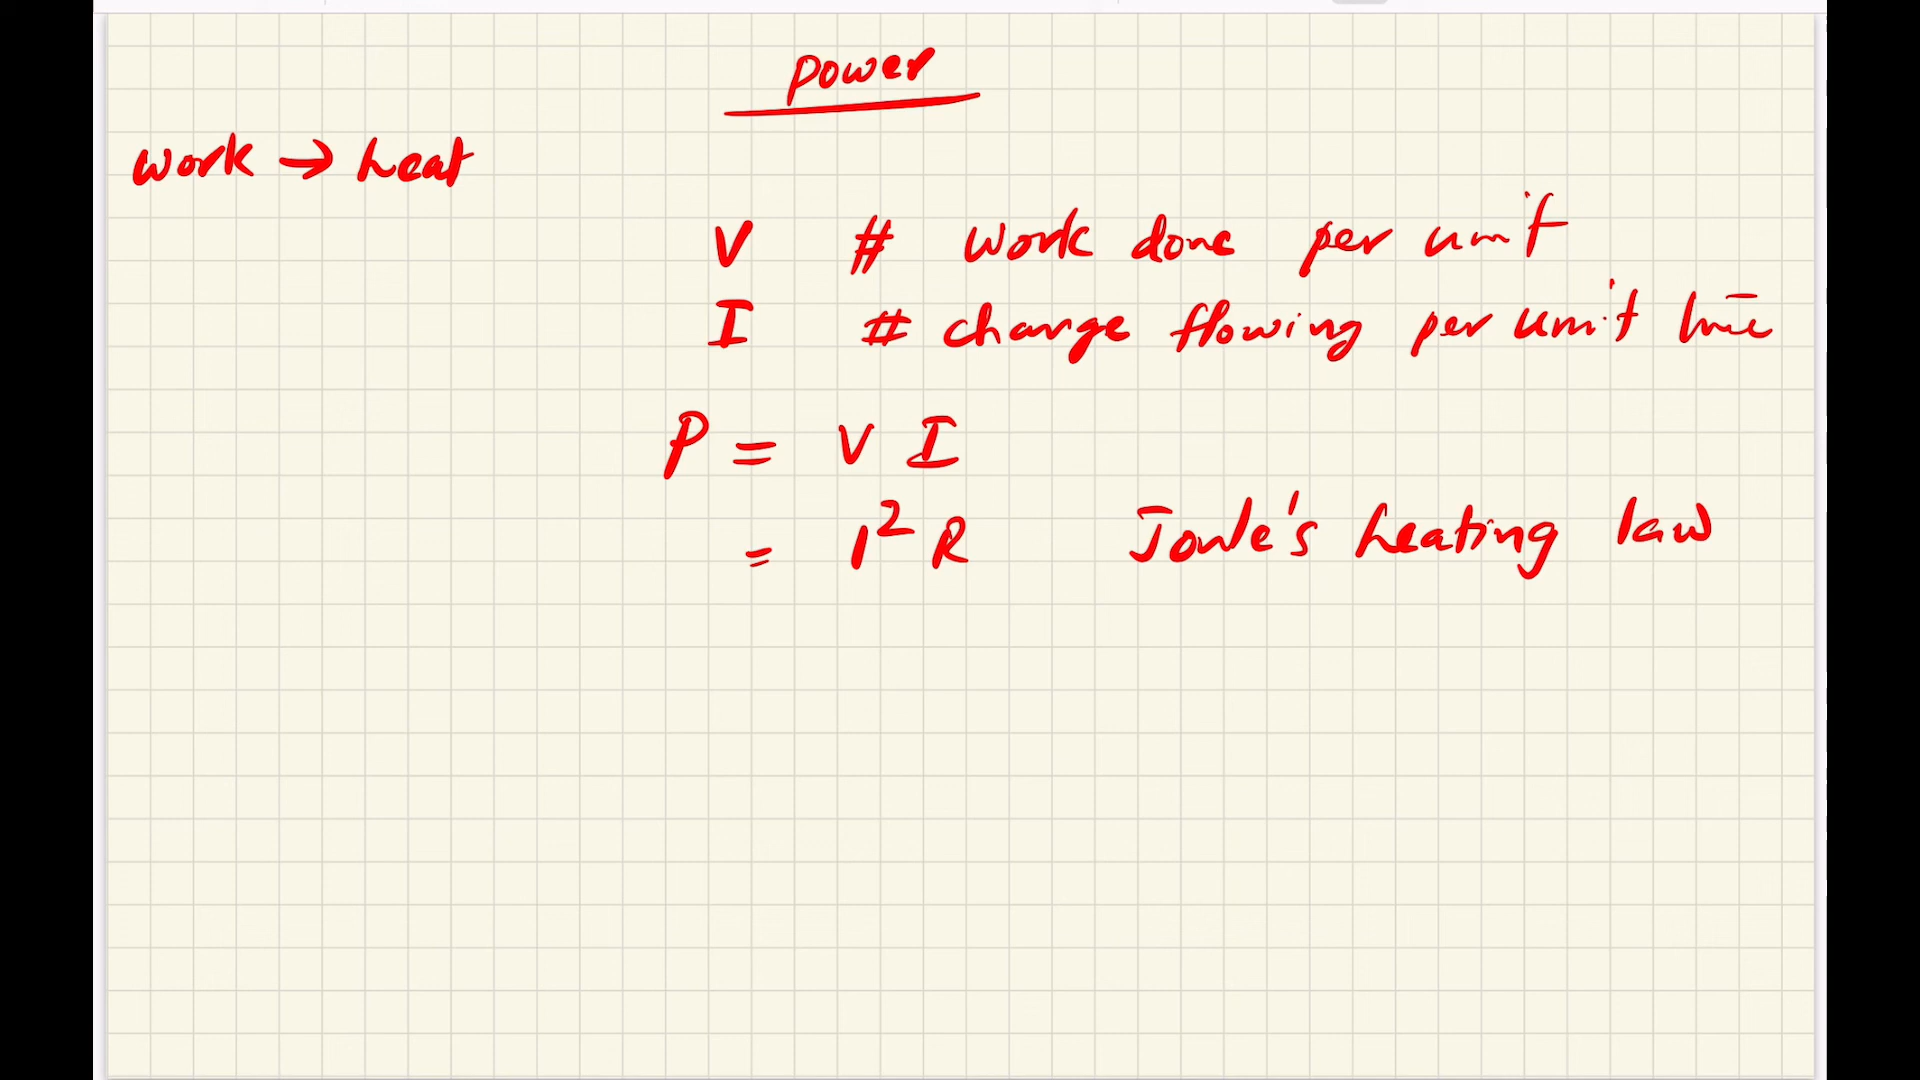 power
work → heat
V # work done per unit
I # charge flowing per unit time
P = V I
= I² R Joule's heating law